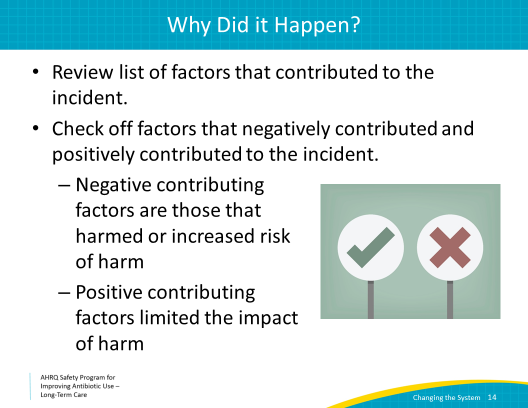 Why Did it Happen?
• Review list of factors that contributed to the
incident.
• Check off factors that negatively contributed and
positively contributed to the incident.
– Negative contributing
factors are those that
harmed or increased risk
of harm
– Positive contributing
factors limited the impact
of harm
AHRQ Safety Program for
Improving Antibiotic Use –
Long-Term Care
Changing the System 14